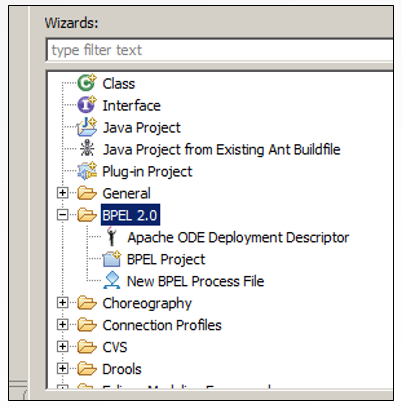 Wizards:
type filter text
Class
Interface
Java Project
Java Project from Existing Ant Buildfile
Plug-in Project
General
BPEL 2.0
Apache ODE Deployment Descriptor
BPEL Project
New BPEL Process File
Choreography
Connection Profiles
CVS
Drools